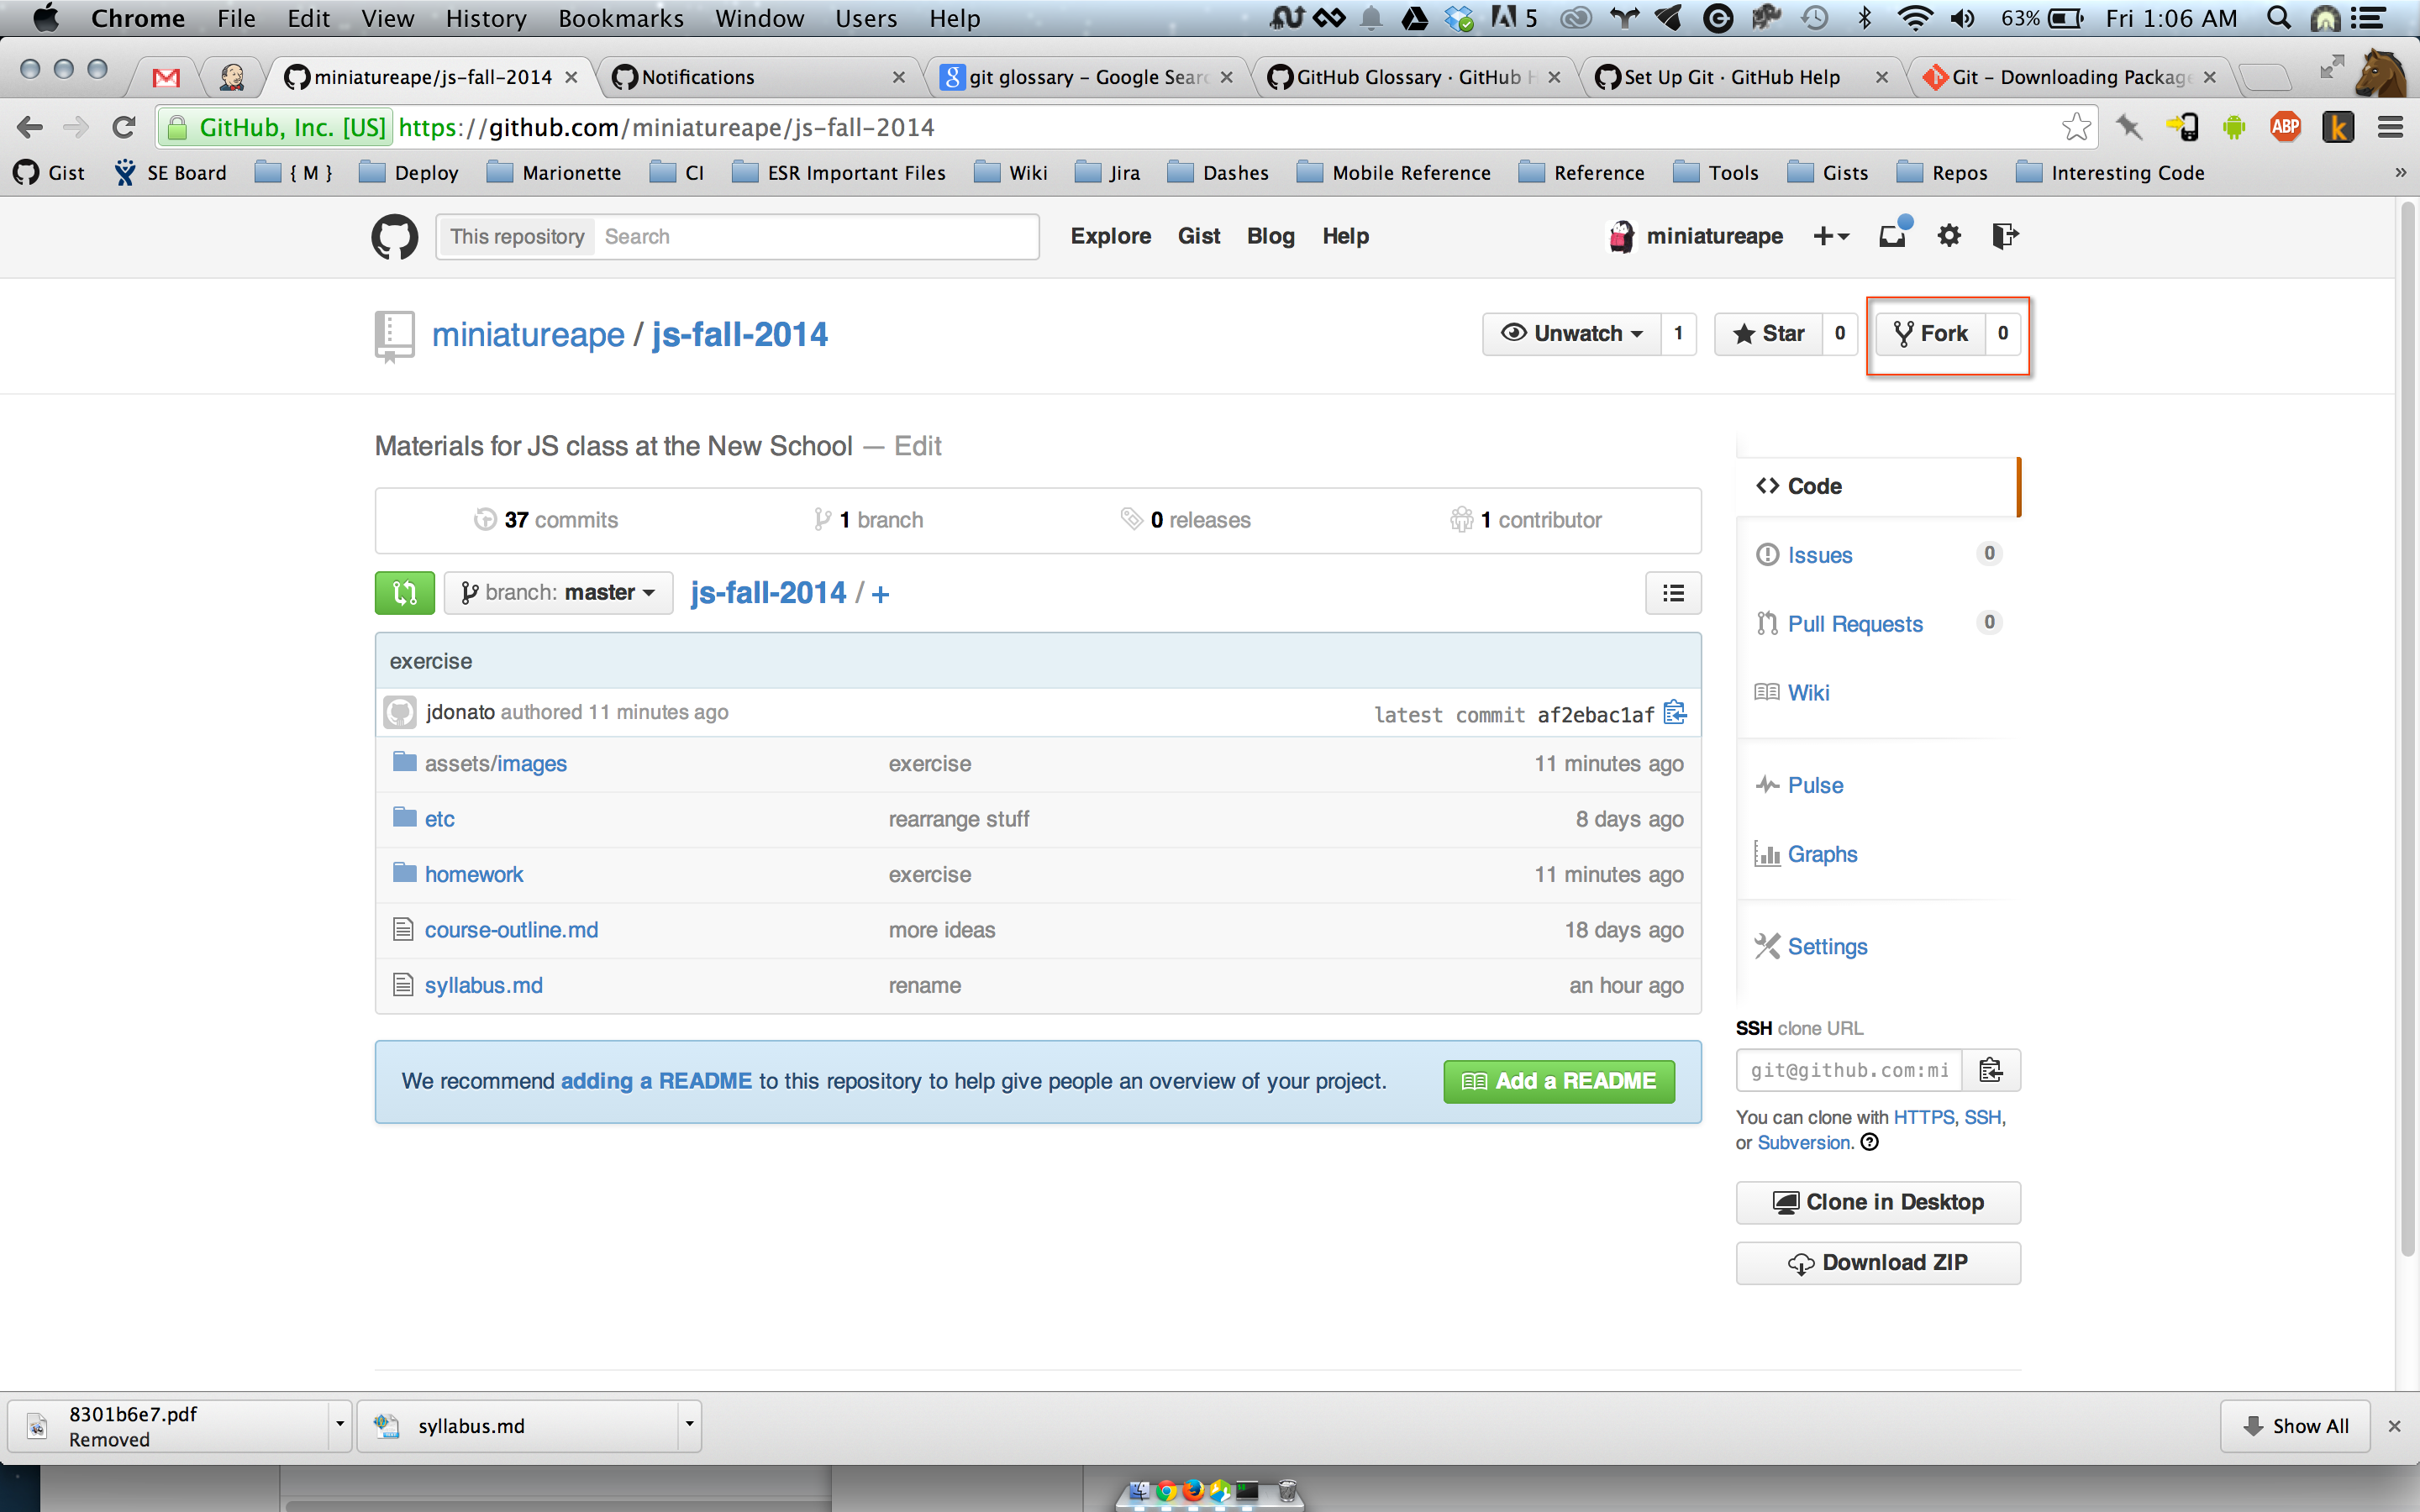 Chrome File Edit View History Bookmarks Window Users Help 5 63% Fri 1:06 AM
miniatureape/js-fall-2014 Notifications git glossary – Google Sear GitHub Glossary · GitHub H Set Up Git · GitHub Help Git – Downloading Package
GitHub, Inc. [US] https://github.com/miniatureape/js-fall-2014 ABP k
Gist SE Board { M } Deploy Marionette CI ESR Important Files Wiki Jira Dashes Mobile Reference Reference Tools Gists Repos Interesting Code »
This repository Search Explore Gist Blog Help miniatureape
miniatureape / js-fall-2014 Unwatch 1 Star 0 Fork 0
Materials for JS class at the New School — Edit
37 commits 1 branch 0 releases 1 contributor
branch: master js-fall-2014 / +
exercise
jdonato authored 11 minutes ago latest commit af2ebac1af
assets/images exercise 11 minutes ago
etc rearrange stuff 8 days ago
homework exercise 11 minutes ago
course-outline.md more ideas 18 days ago
syllabus.md rename an hour ago
We recommend adding a README to this repository to help give people an overview of your project. Add a README
Code
Issues 0
Pull Requests 0
Wiki
Pulse
Graphs
Settings
SSH clone URL
git@github.com:mi
You can clone with HTTPS, SSH,
or Subversion.
Clone in Desktop
Download ZIP
8301b6e7.pdf
Removed
syllabus.md
Show All